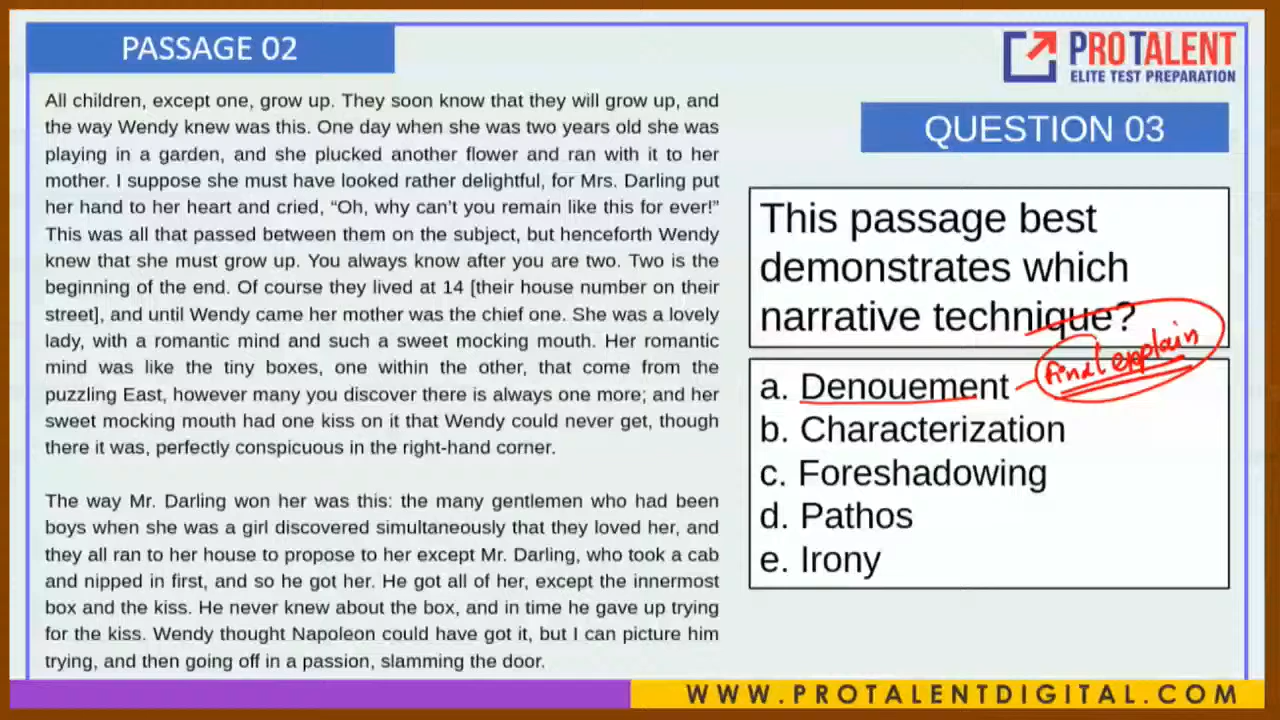 PASSAGE 02
PRO TALENT
ELITE TEST PREPARATION
All children, except one, grow up. They soon know that they will grow up, and
the way Wendy knew was this. One day when she was two years old she was
playing in a garden, and she plucked another flower and ran with it to her
mother. I suppose she must have looked rather delightful, for Mrs. Darling put
her hand to her heart and cried, “Oh, why can’t you remain like this for ever!”
This was all that passed between them on the subject, but henceforth Wendy
knew that she must grow up. You always know after you are two. Two is the
beginning of the end. Of course they lived at 14 [their house number on their
street], and until Wendy came her mother was the chief one. She was a lovely
lady, with a romantic mind and such a sweet mocking mouth. Her romantic
mind was like the tiny boxes, one within the other, that come from the
puzzling East, however many you discover there is always one more; and her
sweet mocking mouth had one kiss on it that Wendy could never get, though
there it was, perfectly conspicuous in the right-hand corner.
The way Mr. Darling won her was this: the many gentlemen who had been
boys when she was a girl discovered simultaneously that they loved her, and
they all ran to her house to propose to her except Mr. Darling, who took a cab
and nipped in first, and so he got her. He got all of her, except the innermost
box and the kiss. He never knew about the box, and in time he gave up trying
for the kiss. Wendy thought Napoleon could have got it, but I can picture him
trying, and then going off in a passion, slamming the door.
QUESTION 03
This passage best
demonstrates which
narrative technique?
final explain
a. Denouement
b. Characterization
c. Foreshadowing
d. Pathos
e. Irony
WWW.PROTALENTDIGITAL.COM